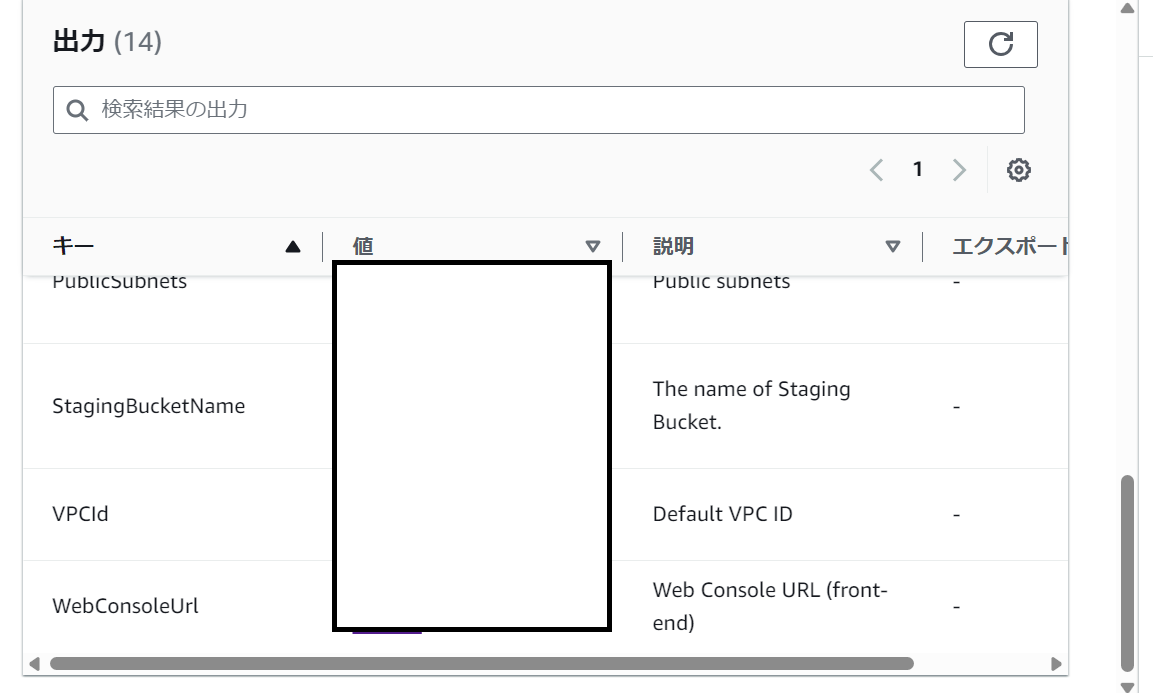 出力 (14)
検索結果の出力
1
キー 値 説明 エクスポート
PublicSubnets Public subnets -
StagingBucketName The name of Staging
Bucket. -
VPCId Default VPC ID -
WebConsoleUrl Web Console URL (front-
end) -